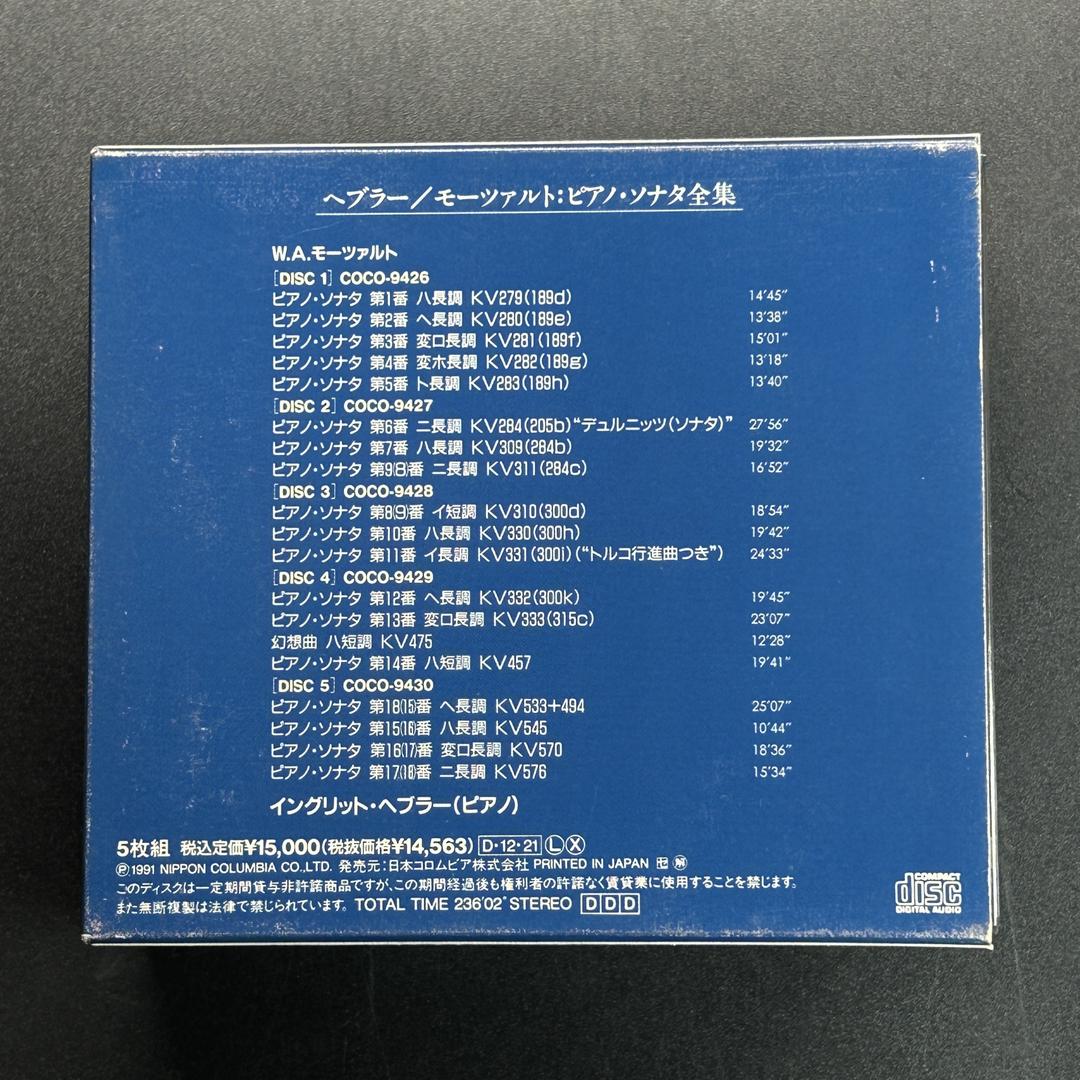 ヘブラー/モーツァルト:ピアノ・ソナタ全集
W.A.モーツァルト
[DISC 1] COCO-9426
ピアノ・ソナタ 第1番 ハ長調 KV279(189d) 14'45"
ピアノ・ソナタ 第2番 ヘ長調 KV280(189e) 13'38"
ピアノ・ソナタ 第3番 変ロ長調 KV281(189f) 15'01"
ピアノ・ソナタ 第4番 変ホ長調 KV282(189g) 13'18"
ピアノ・ソナタ 第5番 ト長調 KV283(189h) 13'40"
[DISC 2] COCO-9427
ピアノ・ソナタ 第6番 ニ長調 KV284(205b)“デュルニッツ(ソナタ)” 27'56"
ピアノ・ソナタ 第7番 ハ長調 KV309(284b) 19'32"
ピアノ・ソナタ 第9(8)番 ニ長調 KV311(284c) 16'52"
[DISC 3] COCO-9428
ピアノ・ソナタ 第8(9)番 イ短調 KV310(300d) 18'54"
ピアノ・ソナタ 第10番 ハ長調 KV330(300h) 19'42"
ピアノ・ソナタ 第11番 イ長調 KV331(300i)(“トルコ行進曲つき”) 24'33"
[DISC 4] COCO-9429
ピアノ・ソナタ 第12番 ヘ長調 KV332(300k) 19'45"
ピアノ・ソナタ 第13番 変ロ長調 KV333(315c) 23'07"
幻想曲 ハ短調 KV475 12'28"
ピアノ・ソナタ 第14番 ハ短調 KV457 19'41"
[DISC 5] COCO-9430
ピアノ・ソナタ 第18(15)番 ヘ長調 KV533+494 25'07"
ピアノ・ソナタ 第15(16)番 ハ長調 KV545 10'44"
ピアノ・ソナタ 第16(17)番 変ロ長調 KV570 18'36"
ピアノ・ソナタ 第17(18)番 ニ長調 KV576 15'34"
イングリット・ヘブラー(ピアノ)
5枚組 税込定価¥15,000(税抜価格¥14,563) D・12・21 Ⓛ Ⓧ
Ⓟ1991 NIPPON COLUMBIA CO.,LTD. 発売元:日本コロムビア株式会社 PRINTED IN JAPAN
このディスクは一定期間貸与非許諾商品ですが、この期間経過後も権利者の許諾なく賃貸業に使用することを禁じます。
また無断複製は法律で禁じられています。 TOTAL TIME 236'02" STEREO DDD
COMPACT
disc
DIGITAL AUDIO